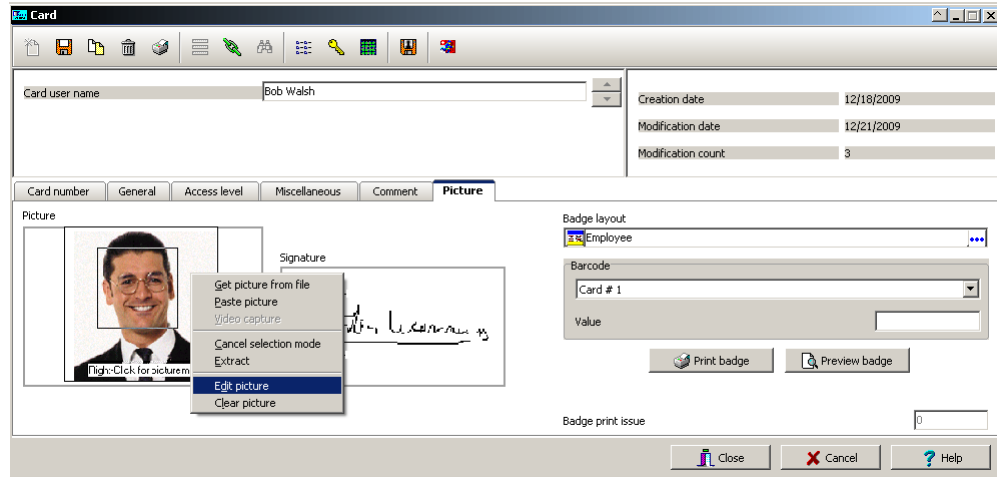 Card
Card user name
Bob Walsh
Creation date 12/18/2009
Modification date 12/21/2009
Modification count 3
Card number General Access level Miscellaneous Comment Picture
Picture
Signature
Get picture from file
Paste picture
Video capture
Cancel selection mode
Extract
Edit picture
Clear picture
Badge layout
Employee
Barcode
Card # 1
Value
Print badge Preview badge
Badge print issue 0
Close Cancel Help